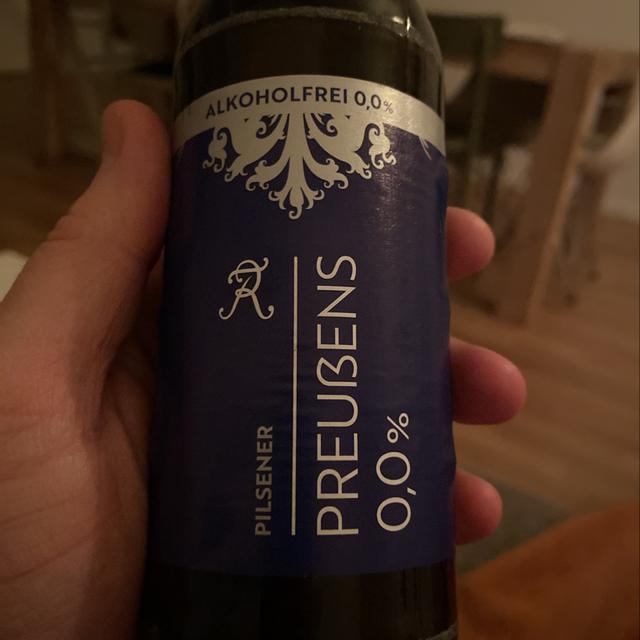 ALKOHOLFREI 0,0%
PILSENER
PREUẞENS
0,0%